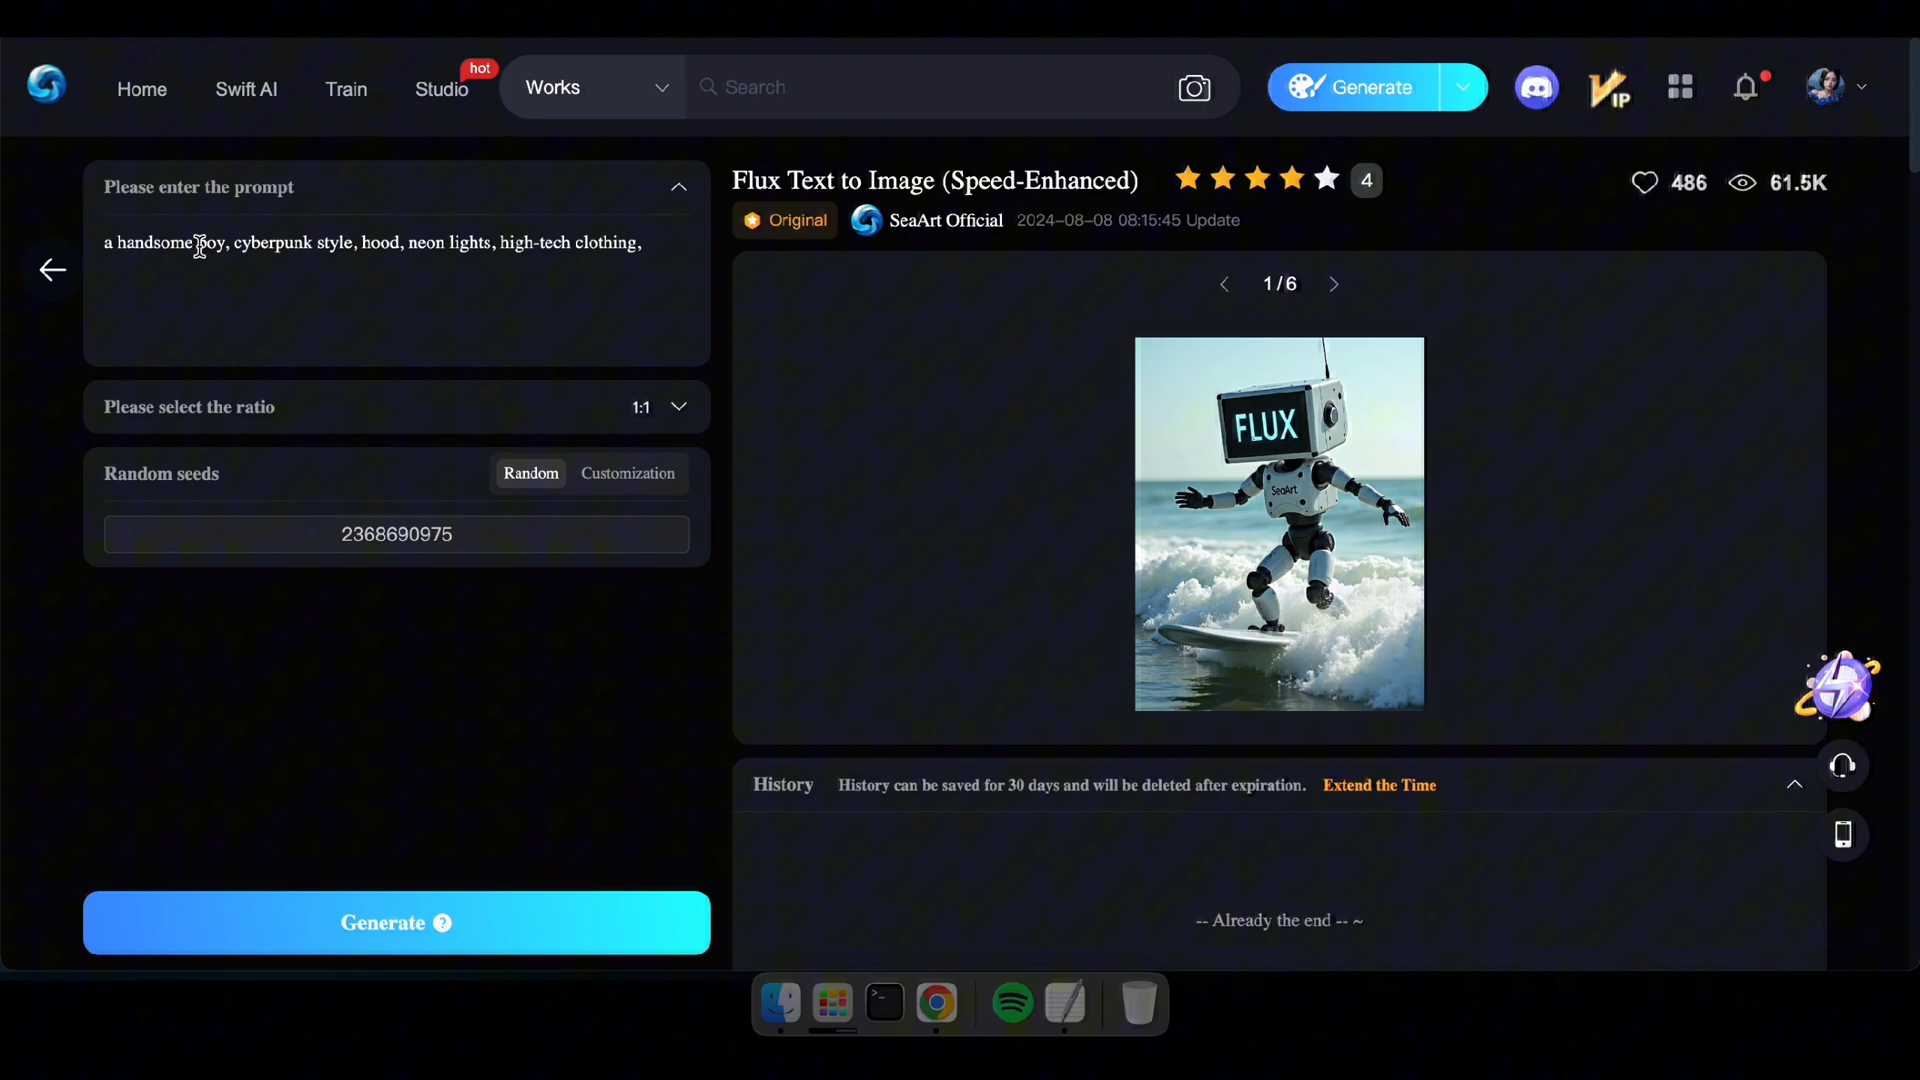 hot
Home
Swift AI
Train
Studio
Works
Search
Generate
VIP
Please enter the prompt
a handsome boy, cyberpunk style, hood, neon lights, high-tech clothing,
Please select the ratio
1:1
Random seeds
Random
Customization
2368690975
Generate ?
Flux Text to Image (Speed-Enhanced)
4
486
61.5K
Original
SeaArt Official
2024-08-08 08:15:45 Update
1 / 6
FLUX
SeaArt
History
History can be saved for 30 days and will be deleted after expiration.
Extend the Time
-- Already the end -- ~